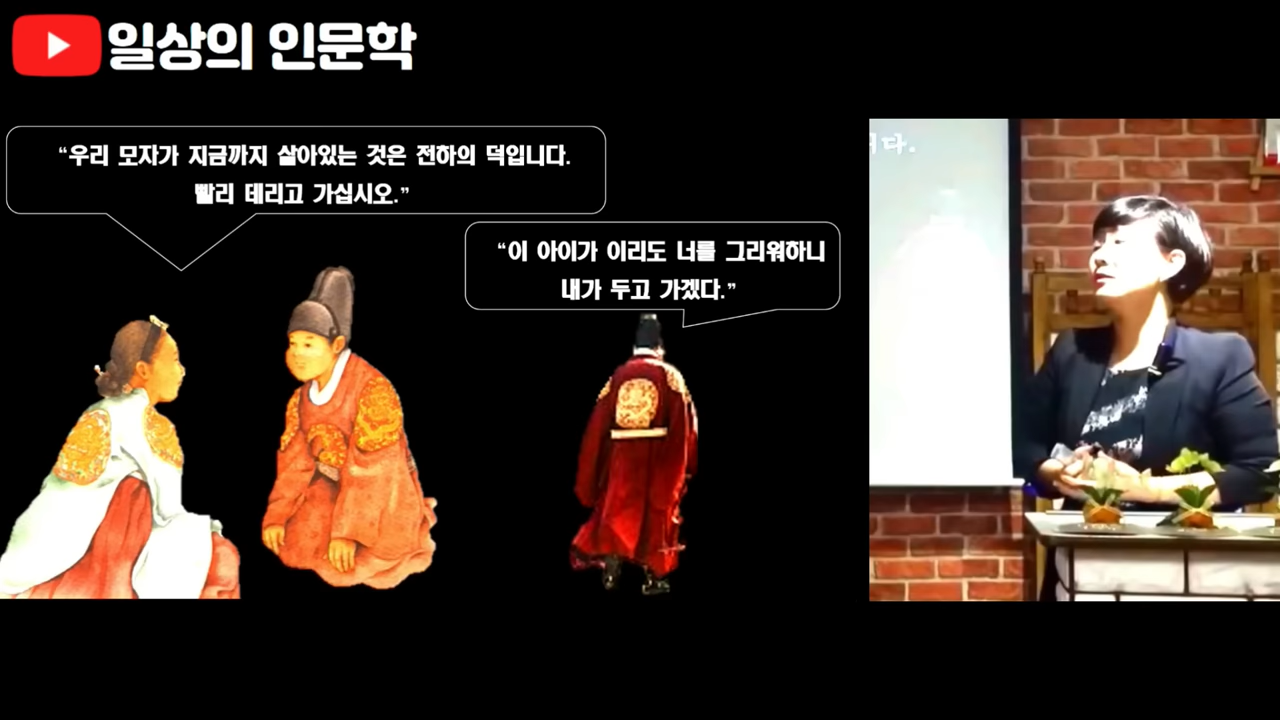 일상의 인문학
“우리 모자가 지금까지 살아있는 것은 전하의 덕입니다.
빨리 테리고 가십시오.”
“이 아이가 이리도 너를 그리워하니
내가 두고 가겠다.”
다.